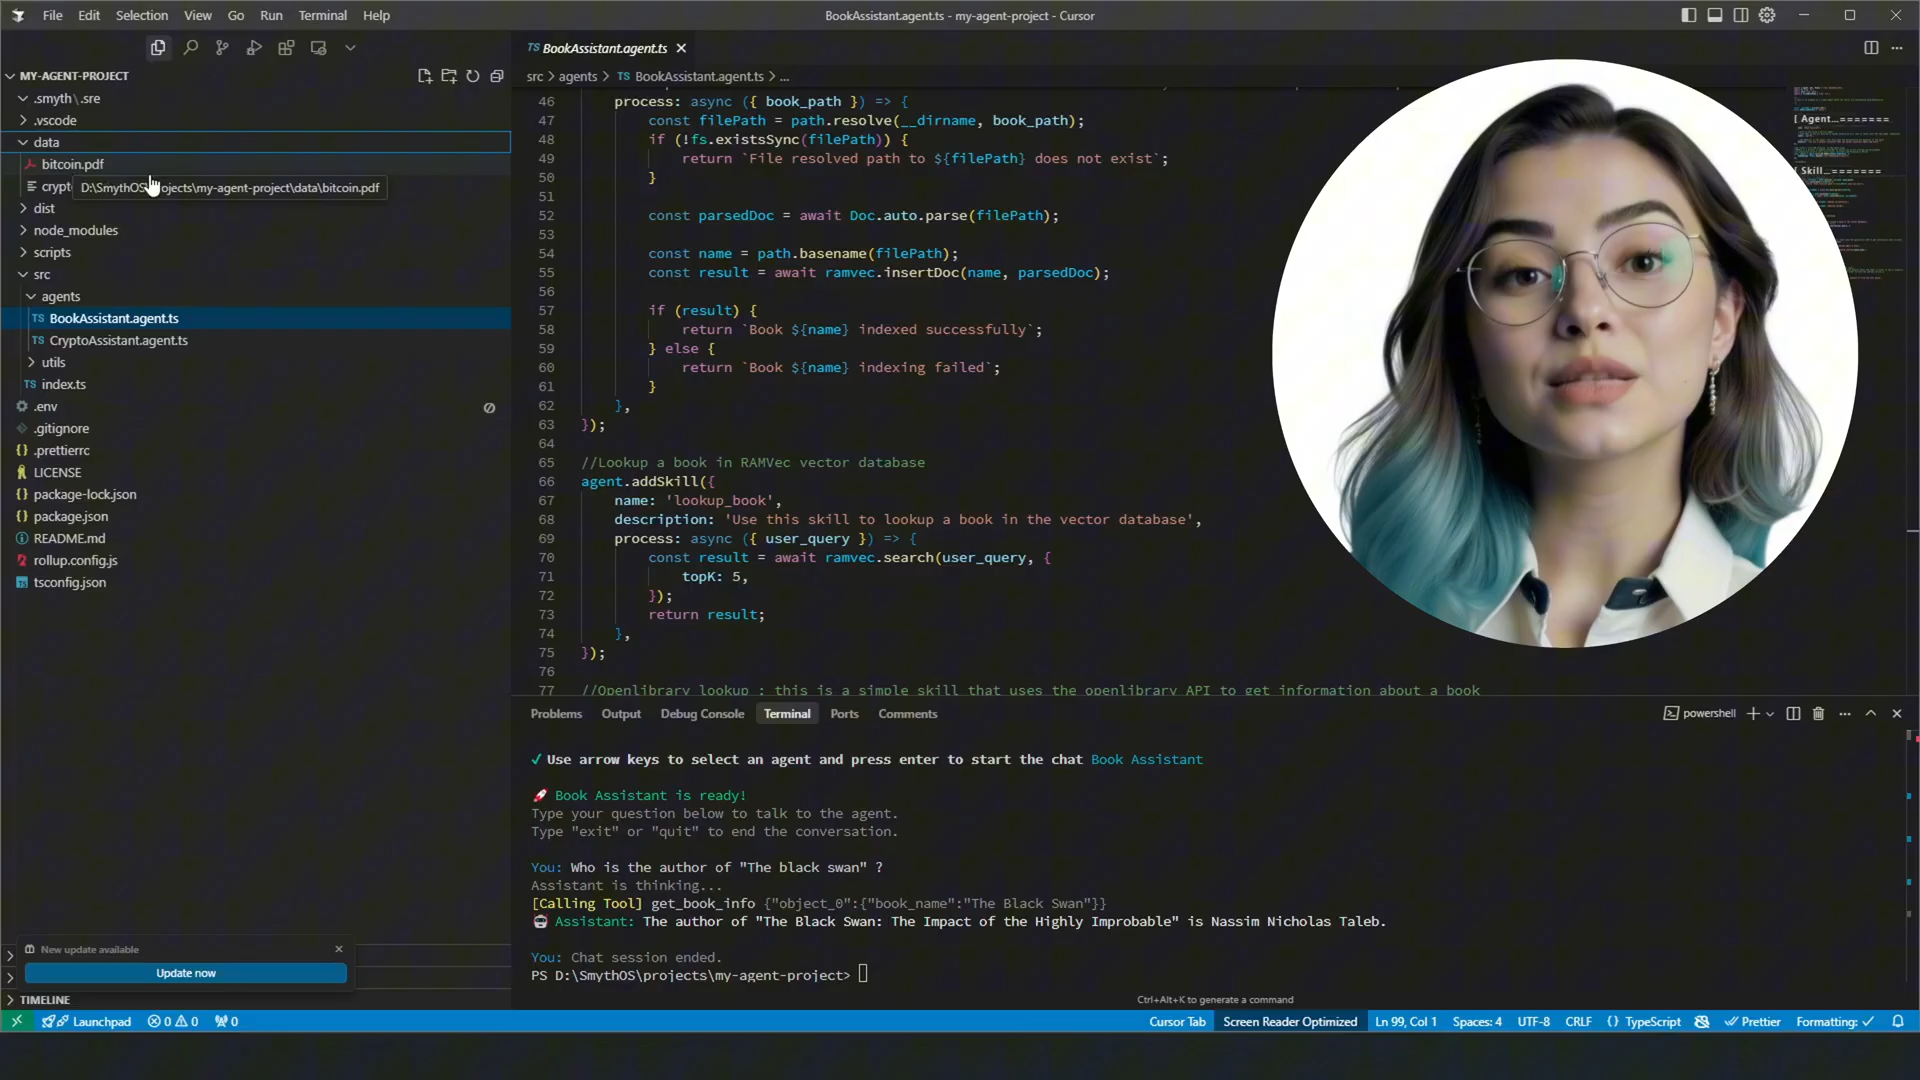 File Edit Selection View Go Run Terminal Help
BookAssistant.agent.ts - my-agent-project - Cursor
MY-AGENT-PROJECT
.smyth\.sre
.vscode
data
bitcoin.pdf
D:\SmythOS\projects\my-agent-project\data\bitcoin.pdf
dist
node_modules
scripts
src
agents
TS BookAssistant.agent.ts
TS CryptoAssistant.agent.ts
utils
TS index.ts
.env
.gitignore
{} .prettierrc
LICENSE
{} package-lock.json
{} package.json
README.md
rollup.config.js
tsconfig.json
New update available
Update now
TIMELINE
TS BookAssistant.agent.ts
src > agents > TS BookAssistant.agent.ts > ...
46 process: async ({ book_path }) => {
47 const filePath = path.resolve(__dirname, book_path);
48 if (!fs.existsSync(filePath)) {
49 return `File resolved path to ${filePath} does not exist`;
50 }
51
52 const parsedDoc = await Doc.auto.parse(filePath);
53
54 const name = path.basename(filePath);
55 const result = await ramvec.insertDoc(name, parsedDoc);
56
57 if (result) {
58 return `Book ${name} indexed successfully`;
59 } else {
60 return `Book ${name} indexing failed`;
61 }
62 },
63 });
64
65 //Lookup a book in RAMVec vector database
66 agent.addSkill({
67 name: 'lookup_book',
68 description: 'Use this skill to lookup a book in the vector database',
69 process: async ({ user_query }) => {
70 const result = await ramvec.search(user_query, {
71 topK: 5,
72 });
73 return result;
74 },
75 });
76
77 //Openlibrary lookup : this is a simple skill that uses the openlibrary API to get information about a book
[ Agent...
[ Skill...
Problems Output Debug Console Terminal Ports Comments
powershell
✓ Use arrow keys to select an agent and press enter to start the chat Book Assistant
🚀 Book Assistant is ready!
Type your question below to talk to the agent.
Type "exit" or "quit" to end the conversation.
You: Who is the author of "The black swan" ?
Assistant is thinking...
[Calling Tool] get_book_info {"object_0":{"book_name":"The Black Swan"}}
🤖 Assistant: The author of "The Black Swan: The Impact of the Highly Improbable" is Nassim Nicholas Taleb.
You: Chat session ended.
PS D:\SmythOS\projects\my-agent-project>
Ctrl+Alt+K to generate a command
Launchpad 0 0 0 Cursor Tab Screen Reader Optimized Ln 99, Col 1 Spaces: 4 UTF-8 CRLF {} TypeScript Prettier Formatting: ✓